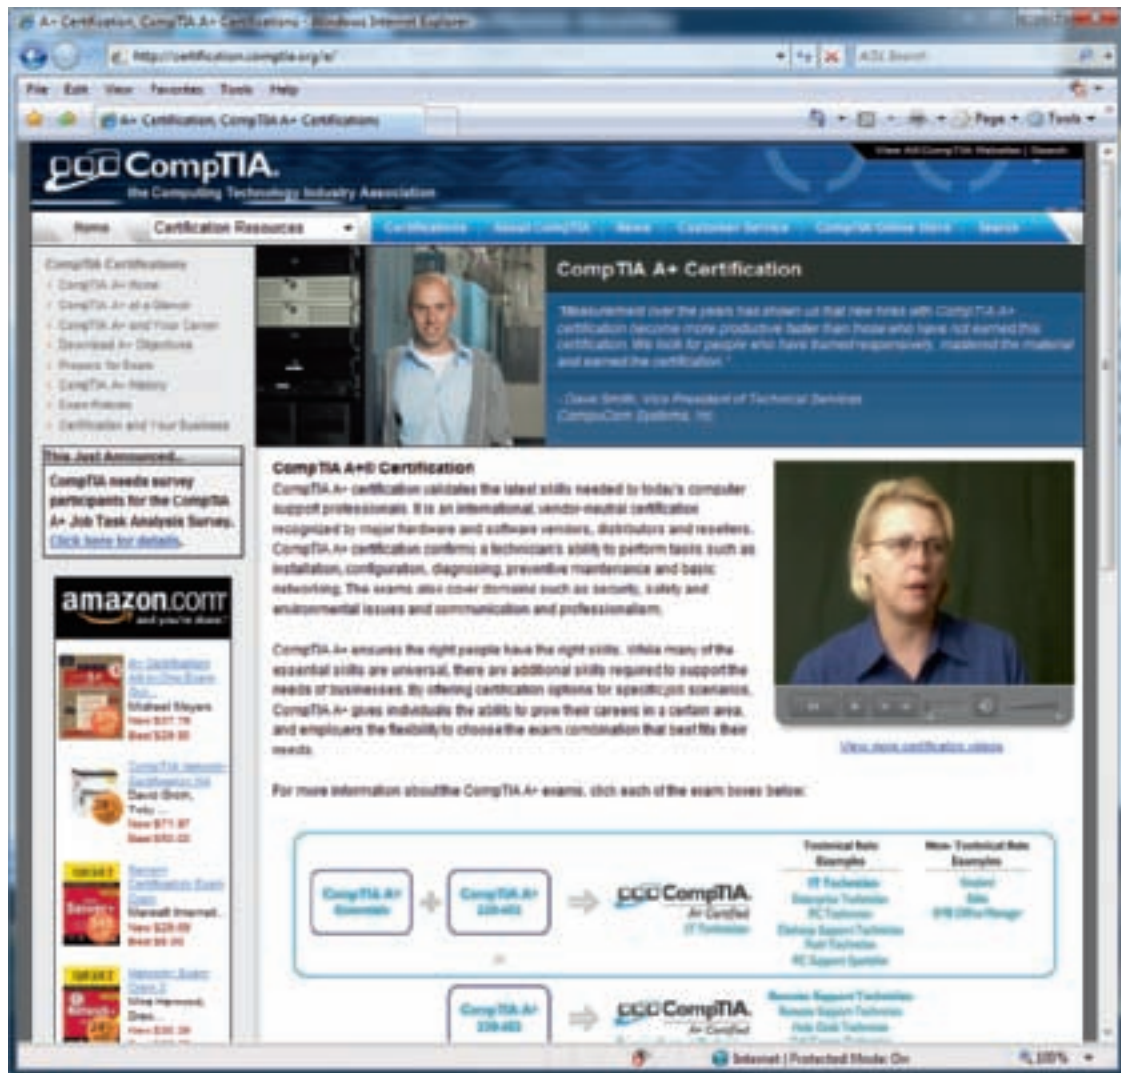 A+ Certification, CompTIA A+ Certifications - Windows Internet Explorer
http://certification.comptia.org/a/
File Edit View Favorites Tools Help
A+ Certification, CompTIA A+ Certifications
Page Tools
View All CompTIA Websites | Search
CompTIA.
the Computing Technology Industry Association
Home
Certification Resources
Certifications
About CompTIA
News
Customer Service
CompTIA Online Store
Search
CompTIA Certifications
CompTIA A+ Home
CompTIA A+ at a Glance
CompTIA A+ and Your Career
Download A+ Objectives
Prepare for Exam
CompTIA A+ History
Exam Policies
Certification and Your Business
This Just Announced...
CompTIA needs survey
participants for the CompTIA
A+ Job Task Analysis Survey.
Click here for details.
amazon.com
and you're done.
A+ Certification
All-in-One Exam
Michael Meyers
CompTIA A+ Certification
"Measurement over the years has shown us that new hires with CompTIA A+
certification become more productive faster than those who have not earned this
certification. We look for people who have trained responsively, mastered the material
and earned the certification."
- Dave Smith, Vice President of Technical Services
CompuCom Systems, Inc.
CompTIA A+® Certification
CompTIA A+ certification validates the latest skills needed by today's computer
support professionals. It is an international, vendor-neutral certification
recognized by major hardware and software vendors, distributors and resellers.
CompTIA A+ certification confirms a technician's ability to perform tasks such as
installation, configuration, diagnosing, preventive maintenance and basic
networking. The exams also cover domains such as security, safety and
environmental issues and communication and professionalism.
CompTIA A+ ensures the right people have the right skills. While many of the
essential skills are universal, there are additional skills required to support the
needs of businesses. By offering certification options for specific job scenarios,
CompTIA A+ gives individuals the ability to grow their careers in a certain area,
and employers the flexibility to choose the exam combination that best fits their
needs.
View more certification videos
For more information about the CompTIA A+ exams, click each of the exam boxes below:
CompTIA A+
Essentials
+
CompTIA A+
220-602
CompTIA.
A+ Certified
IT Technician
Technical Role
Examples
IT Technician
Enterprise Technician
PC Technician
Field Technician
PC Support Specialist
Non-Technical Role
Examples
Student
Sales
CompTIA A+
CompTIA.
A+ Certified
Remote Support Technician
Remote Support Technician
Help Desk Technician
Internet | Protected Mode: On
100%